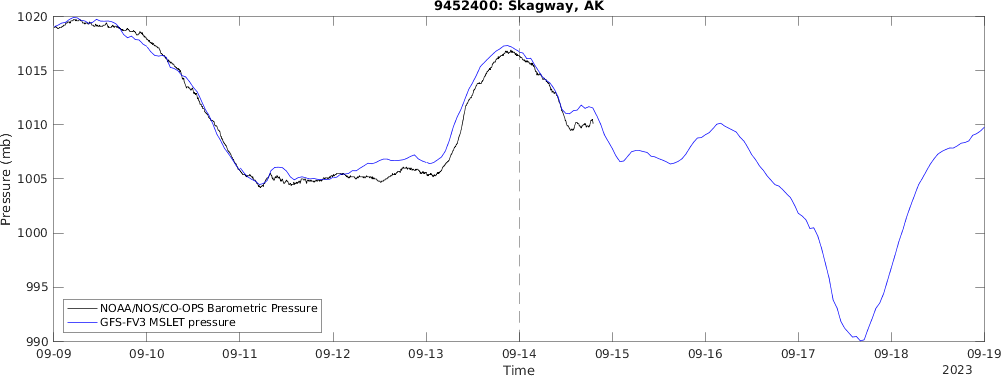 9452400: Skagway, AK
1020
1015
1010
1005
1000
995
990
Pressure (mb)
NOAA/NOS/CO-OPS Barometric Pressure
GFS-FV3 MSLET pressure
09-09 09-10 09-11 09-12 09-13 09-14 09-15 09-16 09-17 09-18 09-19
Time
2023